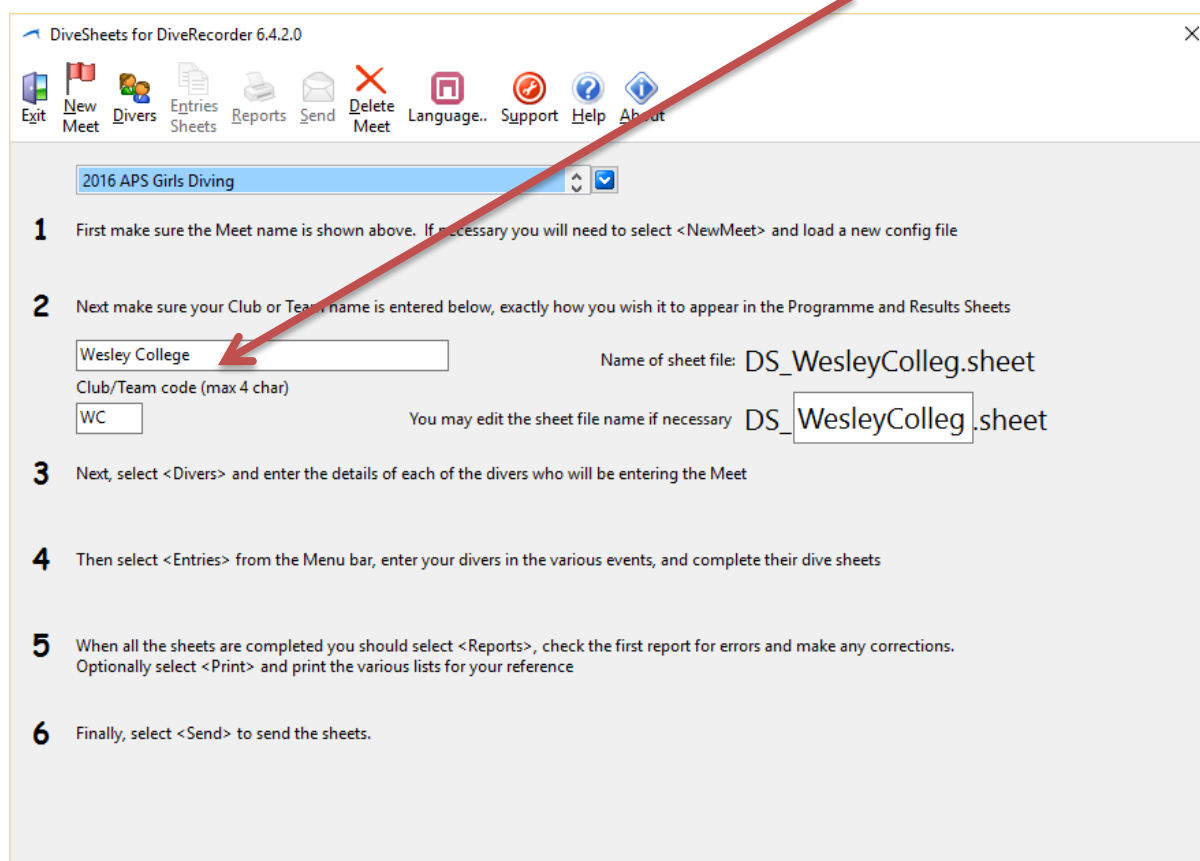 DiveSheets for DiveRecorder 6.4.2.0
Exit
New Meet
Divers
Entries Sheets
Reports
Send
Delete Meet
Language..
Support
Help
About
2016 APS Girls Diving
1 First make sure the Meet name is shown above. If necessary you will need to select <NewMeet> and load a new config file
2 Next make sure your Club or Team name is entered below, exactly how you wish it to appear in the Programme and Results Sheets
Wesley College
Name of sheet file: DS_WesleyColleg.sheet
Club/Team code (max 4 char)
WC
You may edit the sheet file name if necessary DS_WesleyColleg.sheet
3 Next, select <Divers> and enter the details of each of the divers who will be entering the Meet
4 Then select <Entries> from the Menu bar, enter your divers in the various events, and complete their dive sheets
5 When all the sheets are completed you should select <Reports>, check the first report for errors and make any corrections.
Optionally select <Print> and print the various lists for your reference
6 Finally, select <Send> to send the sheets.